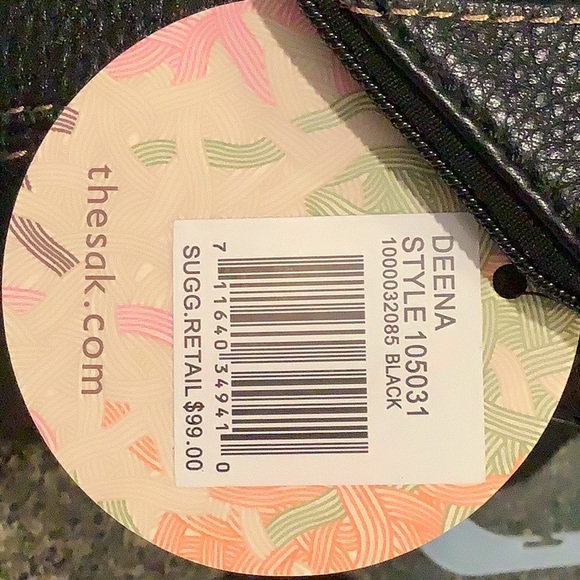 DEENA
STYLE 105031
1000032085 BLACK
7 11640 34941 0
SUGG.RETAIL $99.00
thesak.com